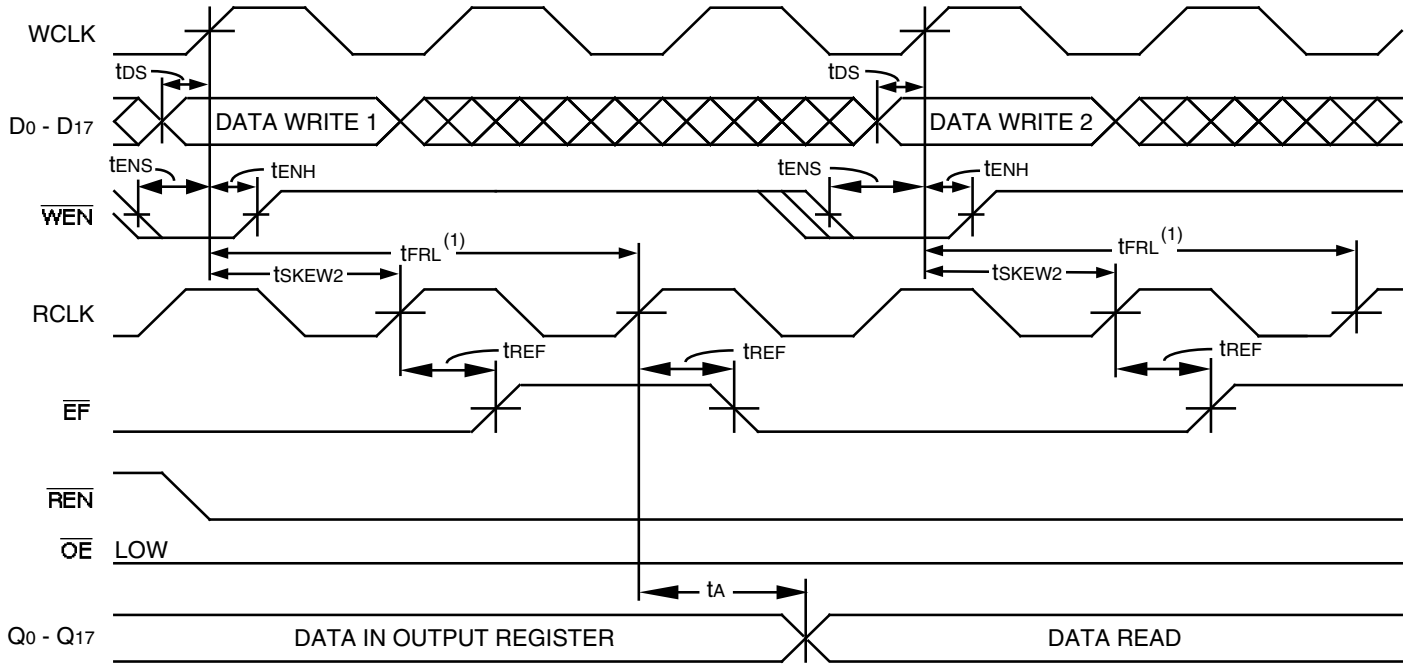 WCLK
tDS tDS
D0 - D17 DATA WRITE 1 DATA WRITE 2
tENS tENH tENS tENH
WEN
tFRL(1) tFRL(1)
tSKEW2 tSKEW2
RCLK
tREF tREF tREF
EF
REN
OE LOW
tA
Q0 - Q17 DATA IN OUTPUT REGISTER DATA READ